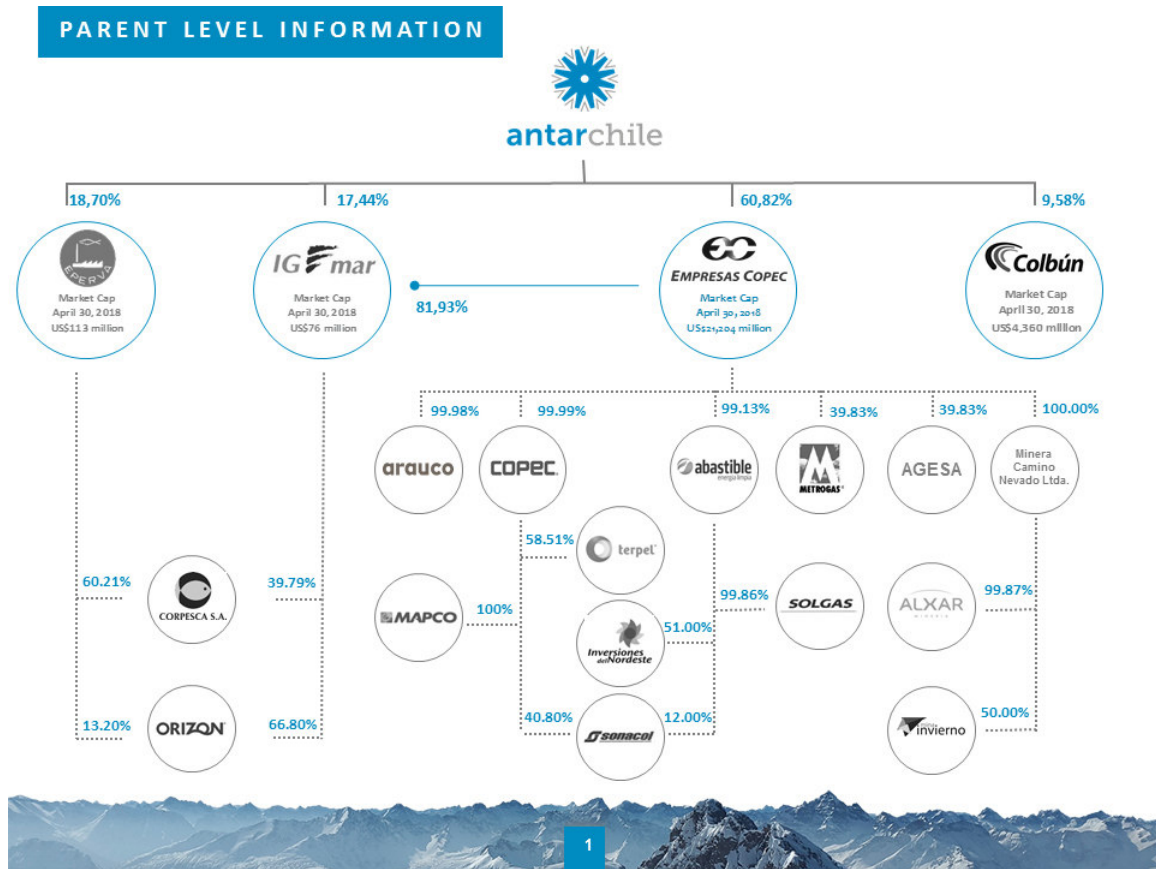 PARENT LEVEL INFORMATION
antarchile
18,70%
17,44%
60,82%
9,58%
EPERVA
Market Cap
April 30, 2018
US$113 million
IG mar
Market Cap
April 30, 2018
US$76 million
81,93%
EMPRESAS COPEC
Market Cap
April 30, 2018
US$21,204 million
Colbún
Market Cap
April 30, 2018
US$4,360 million
99.98%
99.99%
99.13%
39.83%
39.83%
100.00%
arauco
COPEC
abastible
energía limpia
METROGAS
AGESA
Minera
Camino
Nevado Ltda.
58.51%
terpel
60.21%
CORPESCA S.A.
39.79%
MAPCO
100%
Inversiones
del Nordeste
51.00%
99.86%
SOLGAS
ALXAR
MINERIA
99.87%
13.20%
ORIZON
66.80%
40.80%
sonacol
12.00%
invierno
50.00%
1